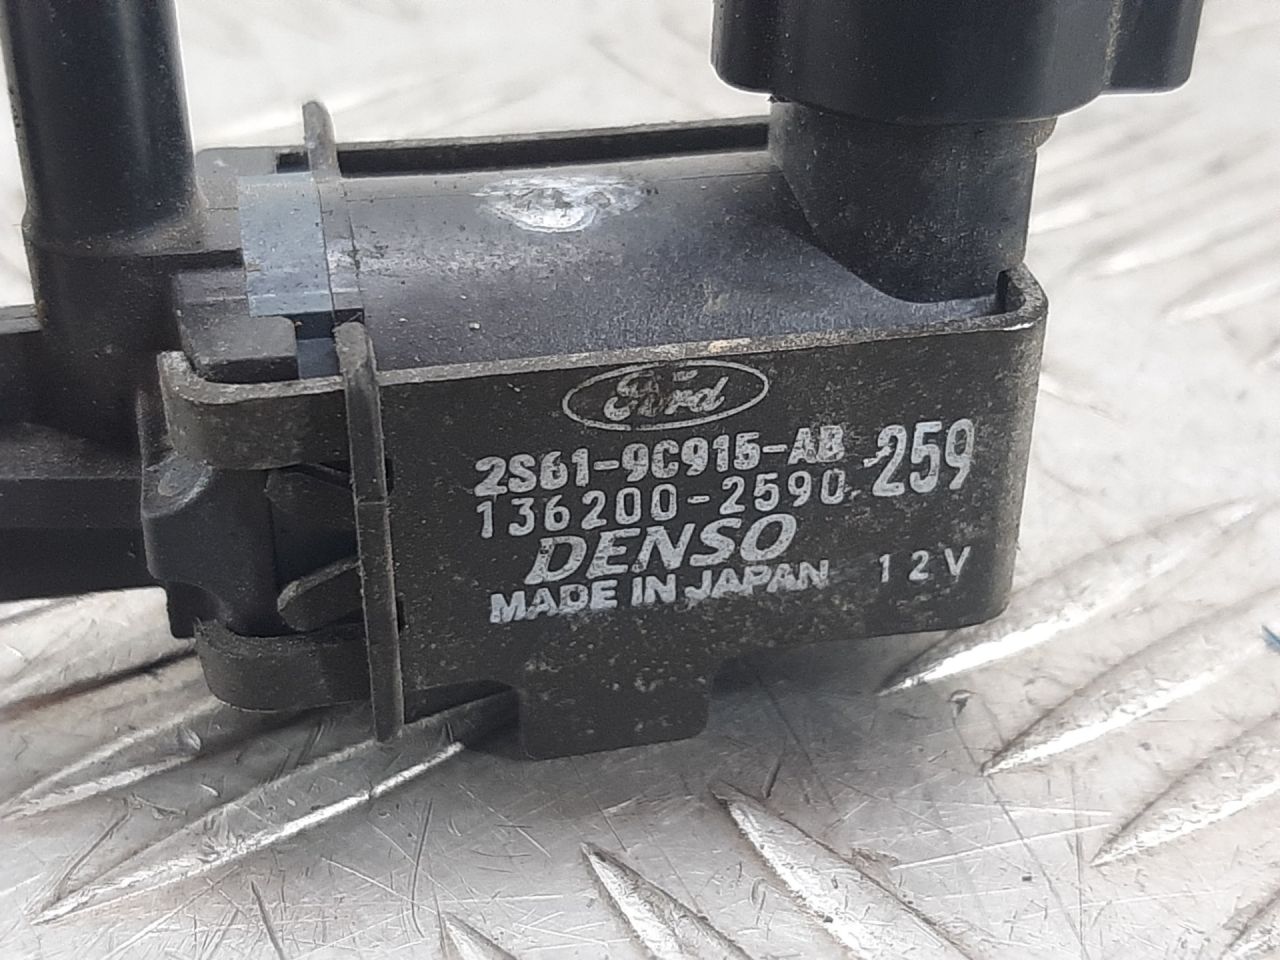 Ford
2S61-9C915-AB 259
136200-2590
DENSO
MADE IN JAPAN 12V